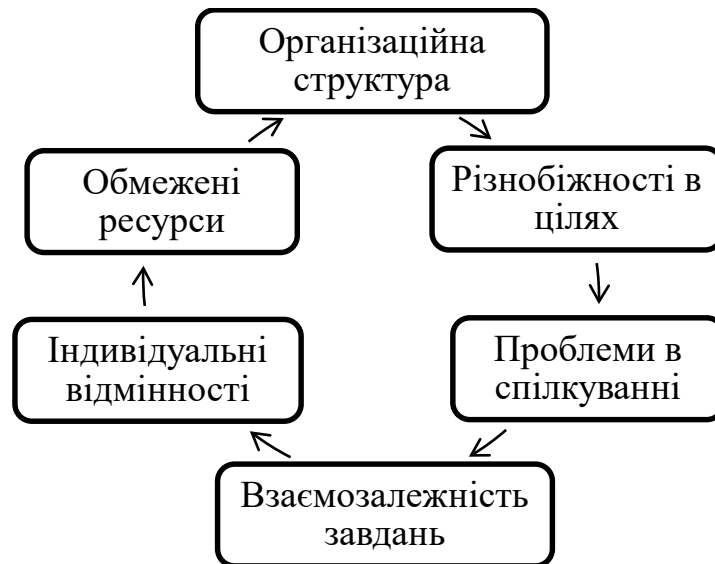 Організаційна
структура
Різнобіжності в
цілях
Проблеми в
спілкуванні
Взаємозалежність
завдань
Індивідуальні
відмінності
Обмежені
ресурси